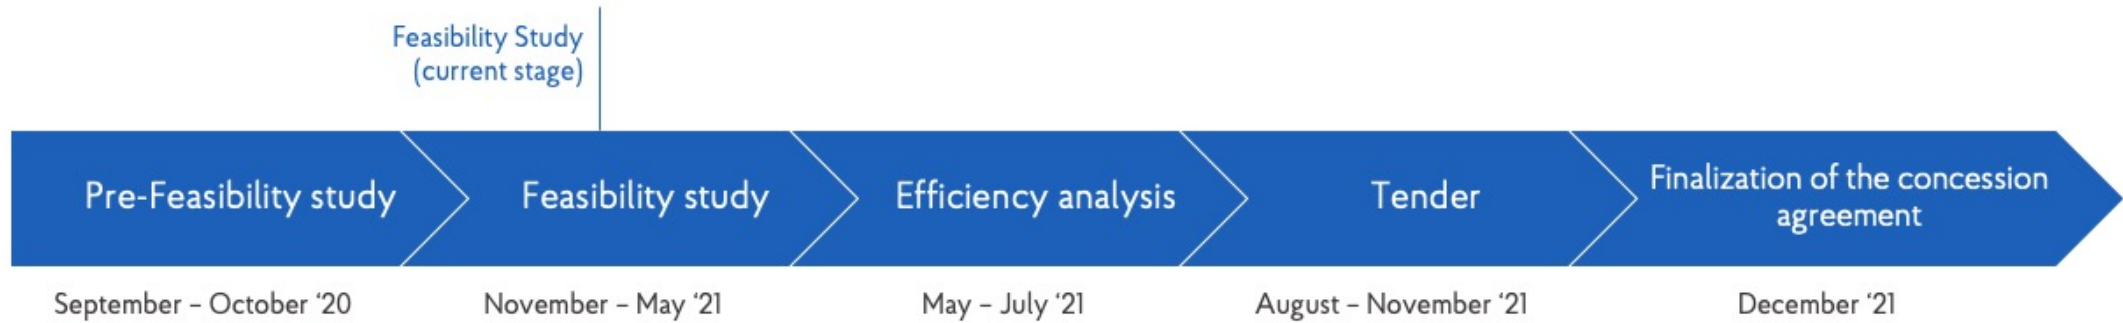 Feasibility Study
(current stage)
Pre-Feasibility study
Feasibility study
Efficiency analysis
Tender
Finalization of the concession
agreement
September – October ‘20
November – May ‘21
May – July ‘21
August – November ‘21
December ‘21